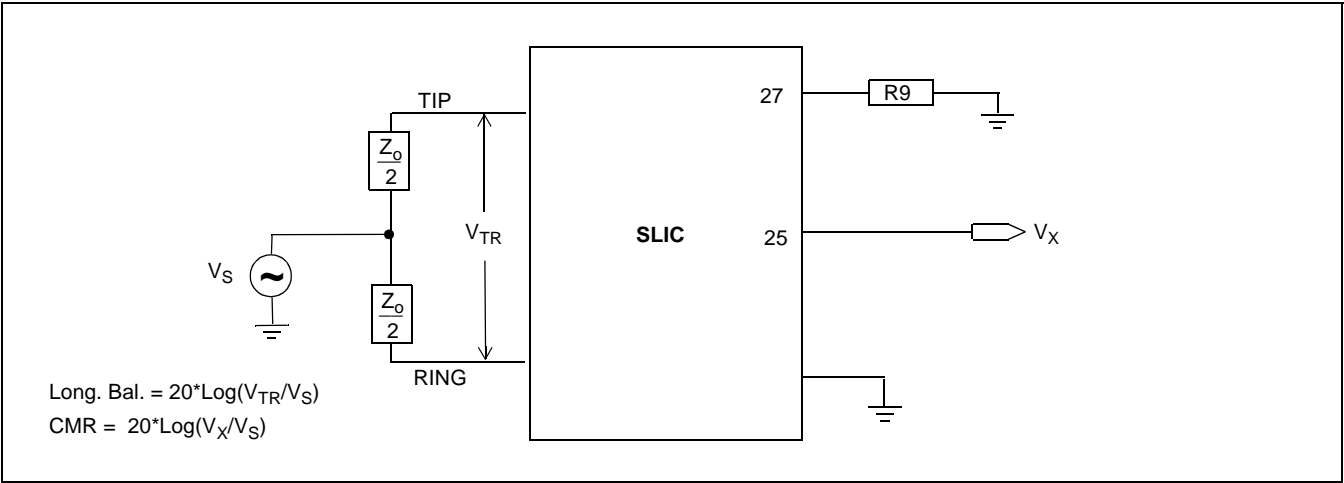 TIP
27
R9
Zo
2
VTR
SLIC
25
VX
VS
~
Zo
2
RING
Long. Bal. = 20*Log(VTR/VS)
CMR = 20*Log(VX/VS)